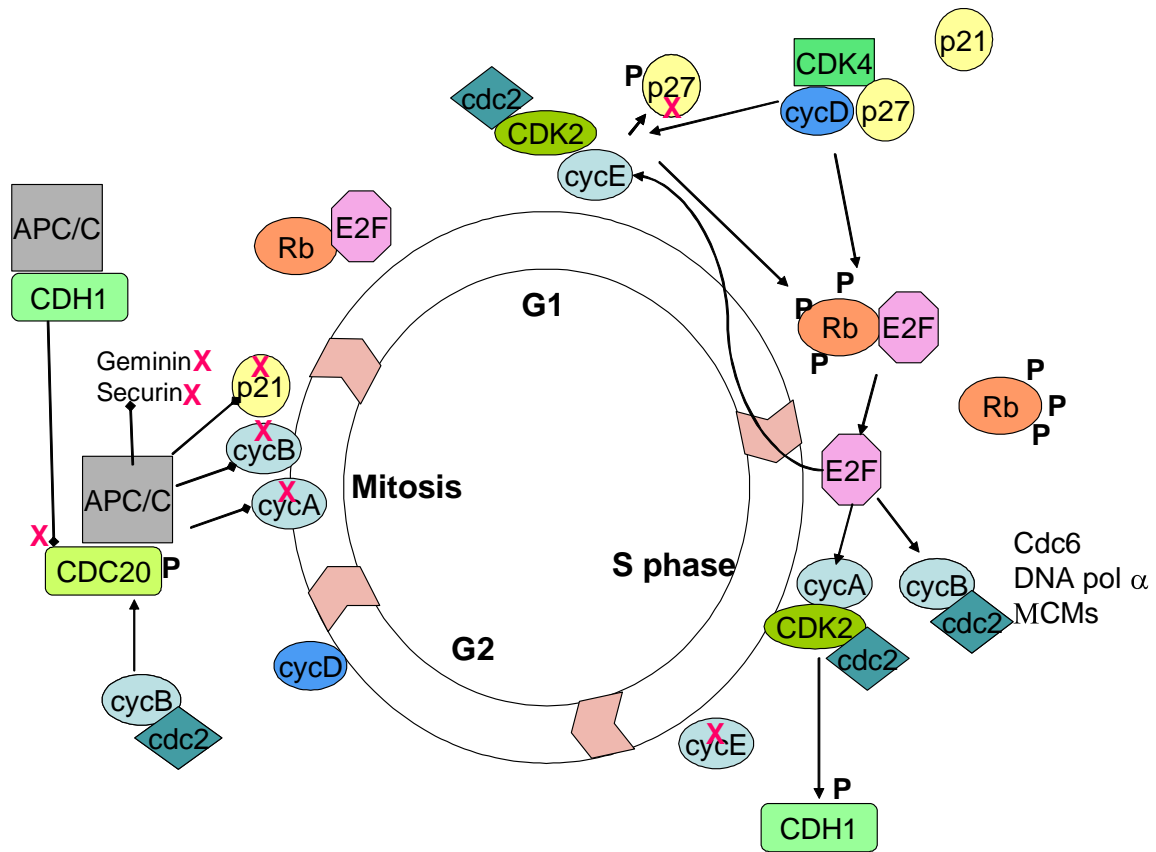 p21
CDK4
P
p27
X
cycD
p27
cdc2
CDK2
cycE
APC/C
E2F
Rb
CDH1
G1
P
P
Rb
E2F
P
Geminin X
Securin X
X
p21
P
Rb
P
P
X
cycB
E2F
APC/C
Mitosis
X
cycA
X
CDC20
P
S phase
Cdc6
DNA pol α
MCMs
cycA
cycB
CDK2
cdc2
cdc2
G2
cycD
cycB
cdc2
X
cycE
P
CDH1